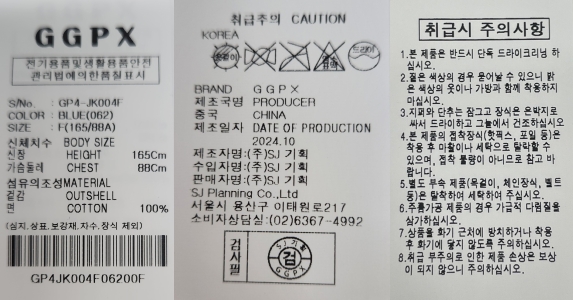 GGPX
전기용품및생활용품안전
관리법에의한품질표시
S/No. : GP4-JK004F
COLOR : BLUE(062)
SIZE : F(165/88A)
신체치수 BODY SIZE
신장 HEIGHT 165Cm
가슴둘레 CHEST 88Cm
섬유의조성MATERIAL
겉감 OUTSHELL
면 COTTON 100%
(심지,상표,보강재,자수,장식 제외)
GP4JK004F06200F
취급주의 CAUTION
KOREA
드라이
BRAND GGPX
제조국명 PRODUCER
중국 CHINA
제조일자 DATE OF PRODUCTION
2024.10
제조자명:(주)SJ 기획
수입자명:(주)SJ 기획
판매자명:(주)SJ 기획
SJ Planning Co.,Ltd
서울시 용산구 이태원로217
소비자상담실:(02)6367-4992
검사필
SJ기획
검
GGPX
취급시 주의사항
1.본 제품은 반드시 단독 드라이크리닝 하
십시오.
2.짙은 색상의 경우 묻어날 수 있으니 밝
은 색상의 옷이나 가방과 함께 착용하지
마십시오.
3.지퍼와 단추는 잠그고 장식은 은박지로
싸서 드라이하고 그늘에서 건조하십시오
4.본 제품의 접착장식(핫픽스, 포일 등)은
착용 후 마찰이나 세탁으로 탈락할 수
있으며, 접착 물량이 아니므로 참고 바
랍니다.
5.별도 부속 제품(목걸이, 체인장식, 벨트
등)은 탈착하여 세탁하여 주십시오.
6.주름가공 제품의 경우 가급적 다림질을
삼가하십시오.
7.상품을 화기 근처에 방치하거나 착용
후 화기에 닿지 않도록 주의하십시오.
8.취급 부주의로 인한 제품 손상은 보상
이 되지 않으니 주의하십시오.